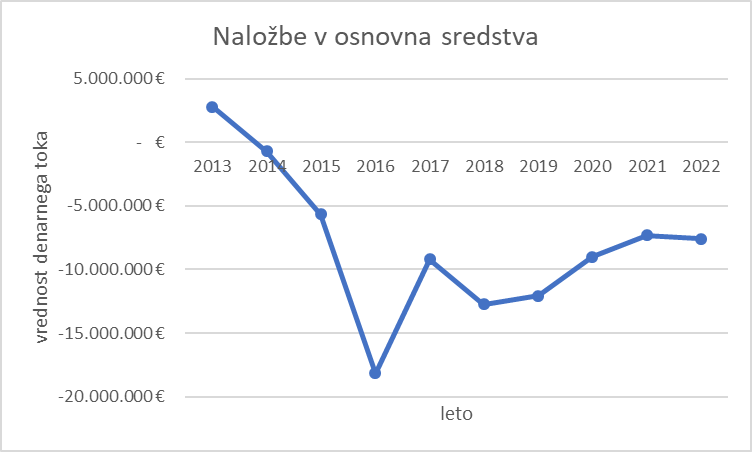 Naložbe v osnovna sredstva
5.000.000 €
- €
-5.000.000 €
-10.000.000 €
-15.000.000 €
-20.000.000 €
vrednost denarnega toka
2013 2014 2015 2016 2017 2018 2019 2020 2021 2022
leto